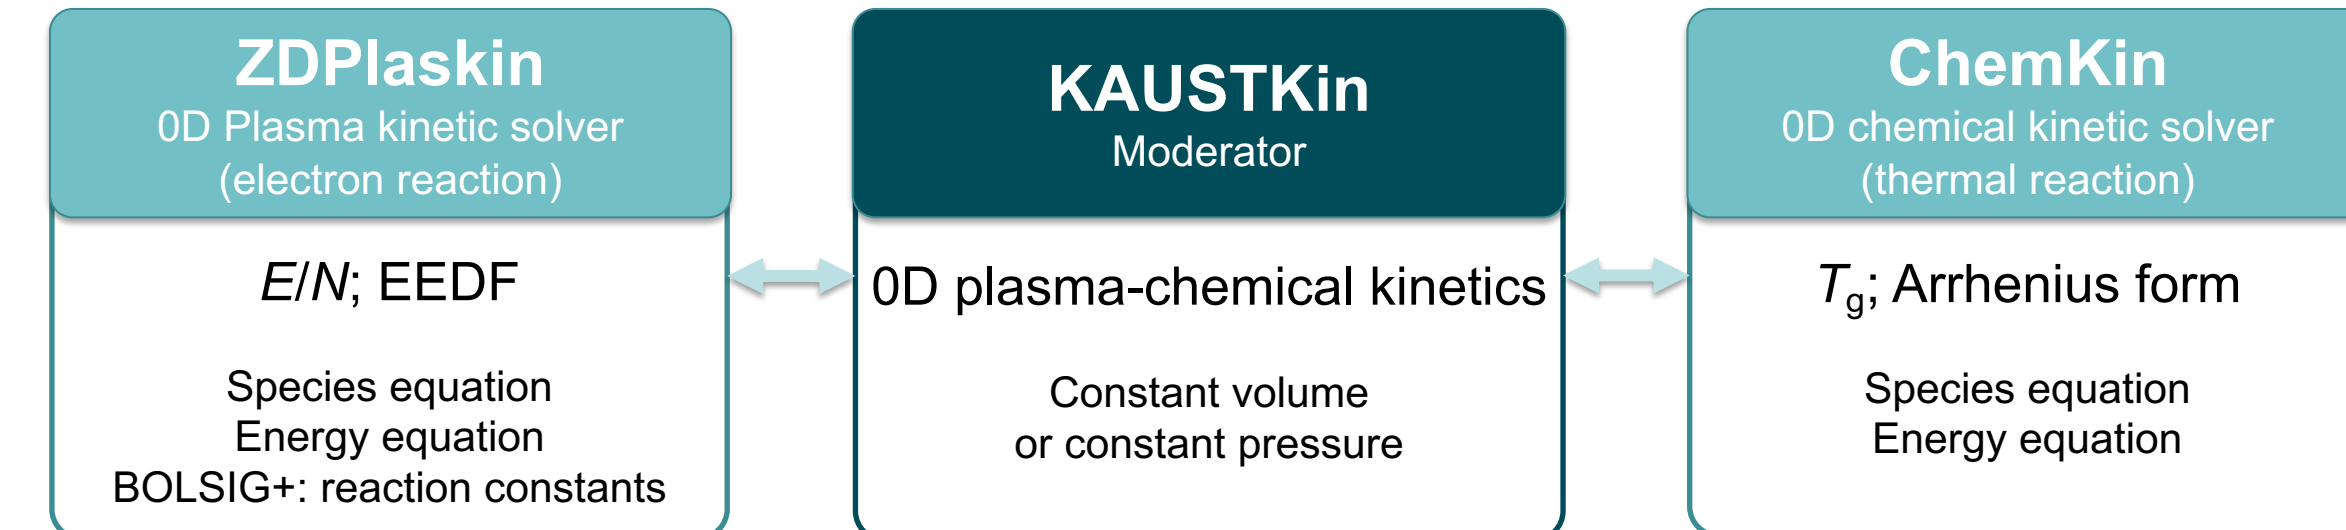 ZDPlaskin
0D Plasma kinetic solver
(electron reaction)
E/N; EEDF
Species equation
Energy equation
BOLSIG+: reaction constants
KAUSTKin
Moderator
0D plasma-chemical kinetics
Constant volume
or constant pressure
ChemKin
0D chemical kinetic solver
(thermal reaction)
Tg; Arrhenius form
Species equation
Energy equation